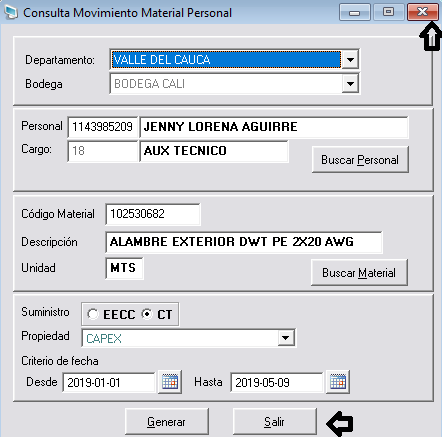 Consulta Movimiento Material Personal
Departamento: VALLE DEL CAUCA
Bodega BODEGA CALI
Personal 1143985209 JENNY LORENA AGUIRRE
Cargo: 18 AUX TECNICO Buscar Personal
Código Material 102530682
Descripción ALAMBRE EXTERIOR DWT PE 2X20 AWG
Unidad MTS Buscar Material
Suministro EECC CT
Propiedad CAPEX
Criterio de fecha
Desde 2019-01-01 Hasta 2019-05-09
Generar Salir